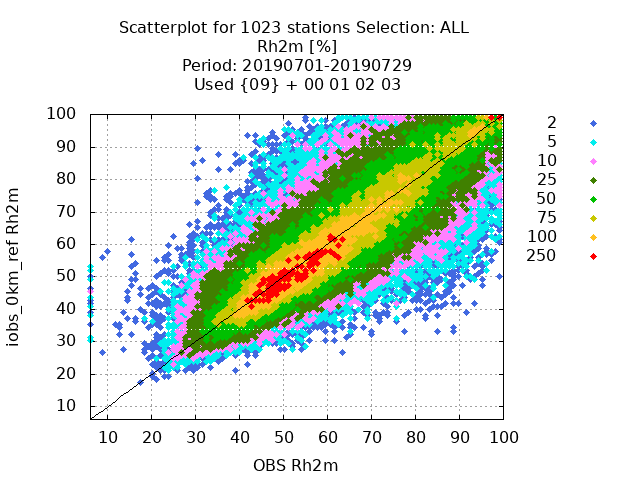 Scatterplot for 1023 stations Selection: ALL
Rh2m [%]
Period: 20190701-20190729
Used {09} + 00 01 02 03
iobs_0km_ref Rh2m
100
90
80
70
60
50
40
30
20
10
10 20 30 40 50 60 70 80 90 100
OBS Rh2m
2
5
10
25
50
75
100
250